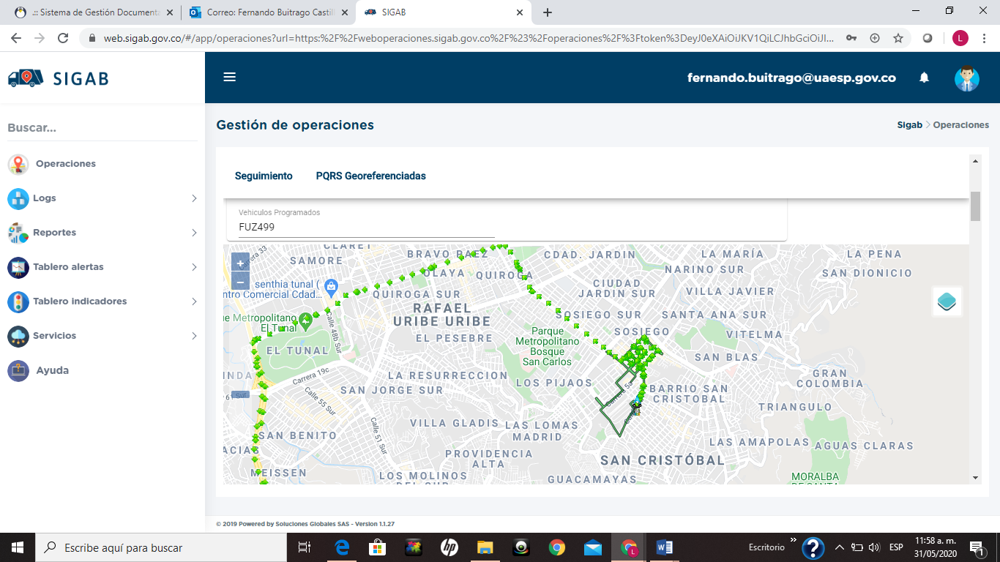 .:: Sistema de Gestión Documenta
Correo: Fernando Buitrago Castill
SIGAB
web.sigab.gov.co/#/app/operaciones?url=https:%2F%2Fweboperaciones.sigab.gov.co%2F%23%2Foperaciones%2F%3Ftoken%3DeyJ0eXAiOiJKV1QiLCJhbGciOiJI...
L
SIGAB
fernando.buitrago@uaesp.gov.co
Buscar...
Operaciones
Logs
Reportes
Tablero alertas
Tablero indicadores
Servicios
Ayuda
Gestión de operaciones
Sigab > Operaciones
Seguimiento
PQRS Georeferenciadas
Vehiculos Programados
FUZ499
+
−
Carrera 33
CLARET
SAMORE
BRAVO PAEZ
CDAD. JARDIN
LA MARÍA
LA PENA
OLAYA
QUIROGA
NARINO SUR
SAN DIONICIO
senthia tunal (
ntro Comercial Cdad...
QUIROGA SUR
CIUDAD
JARDIN SUR
VILLA JAVIER
RAFAEL
URIBE URIBE
SOSIEGO SUR
SANTA ANA SUR
ue Metropolitano
El Tunal
Calle 48b Sur
EL PESEBRE
Parque
Metropolitano
Bosque
San Carlos
SOSIEGO
VITELMA
EL TUNAL
SAN BLAS
INDA
Carrera 19c
LA RESURRECCION
LOS PIJAOS
GRAN
COLOMBIA
SAN JORGE SUR
Carrera 5a
BARRIO SAN
CRISTOBAL
Calle 55 Sur
TRIANGULO
VILLA GLADIS
LAS LOMAS
MADRID
Calle 51 Sur
SAN BENITO
LAS AMAPOLAS
AGUAS CLARAS
ACIAS
PROVIDENCIA
ALTA
SAN CRISTÓBAL
MEISSEN
LOS MOLINOS
DEL SUR
GUACAMAYAS
MORALBA
DE SANTA
© 2019 Powered by Soluciones Globales SAS - Version 1.1.27
Escribe aquí para buscar
Escritorio
ESP
11:58 a. m.
31/05/2020
1